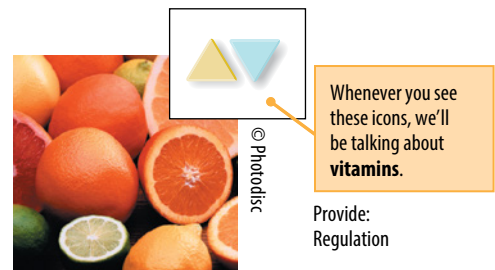 Whenever you see
these icons, we'll
be talking about
vitamins.
© Photodisc
Provide:
Regulation